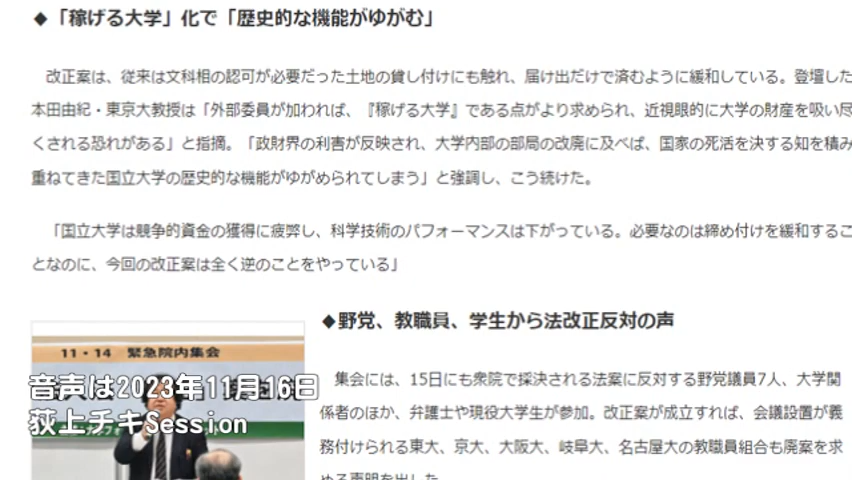 ◆「稼げる大学」化で「歴史的な機能がゆがむ」
改正案は、従来は文科相の認可が必要だった土地の貸し付けにも触れ、届け出だけで済むように緩和している。登壇した
本田由紀・東京大教授は「外部委員が加われば、『稼げる大学』である点がより求められ、近視眼的に大学の財産を吸い尽
くされる恐れがある」と指摘。「政財界の利害が反映され、大学内部の部局の改廃に及べば、国家の死活を決する知を積み
重ねてきた国立大学の歴史的な機能がゆがめられてしまう」と強調し、こう続けた。
「国立大学は競争的資金の獲得に疲弊し、科学技術のパフォーマンスは下がっている。必要なのは締め付けを緩和するこ
となのに、今回の改正案は全く逆のことをやっている」
◆野党、教職員、学生から法改正反対の声
11・14 緊急院内集会
音声は2023年11月16日
荻上チキSession
集会には、15日にも衆院で採決される法案に反対する野党議員7人、大学関
係者のほか、弁護士や現役大学生が参加。改正案が成立すれば、会議設置が義
務付けられる東大、京大、大阪大、岐阜大、名古屋大の教職員組合も廃案を求
める声明を出した